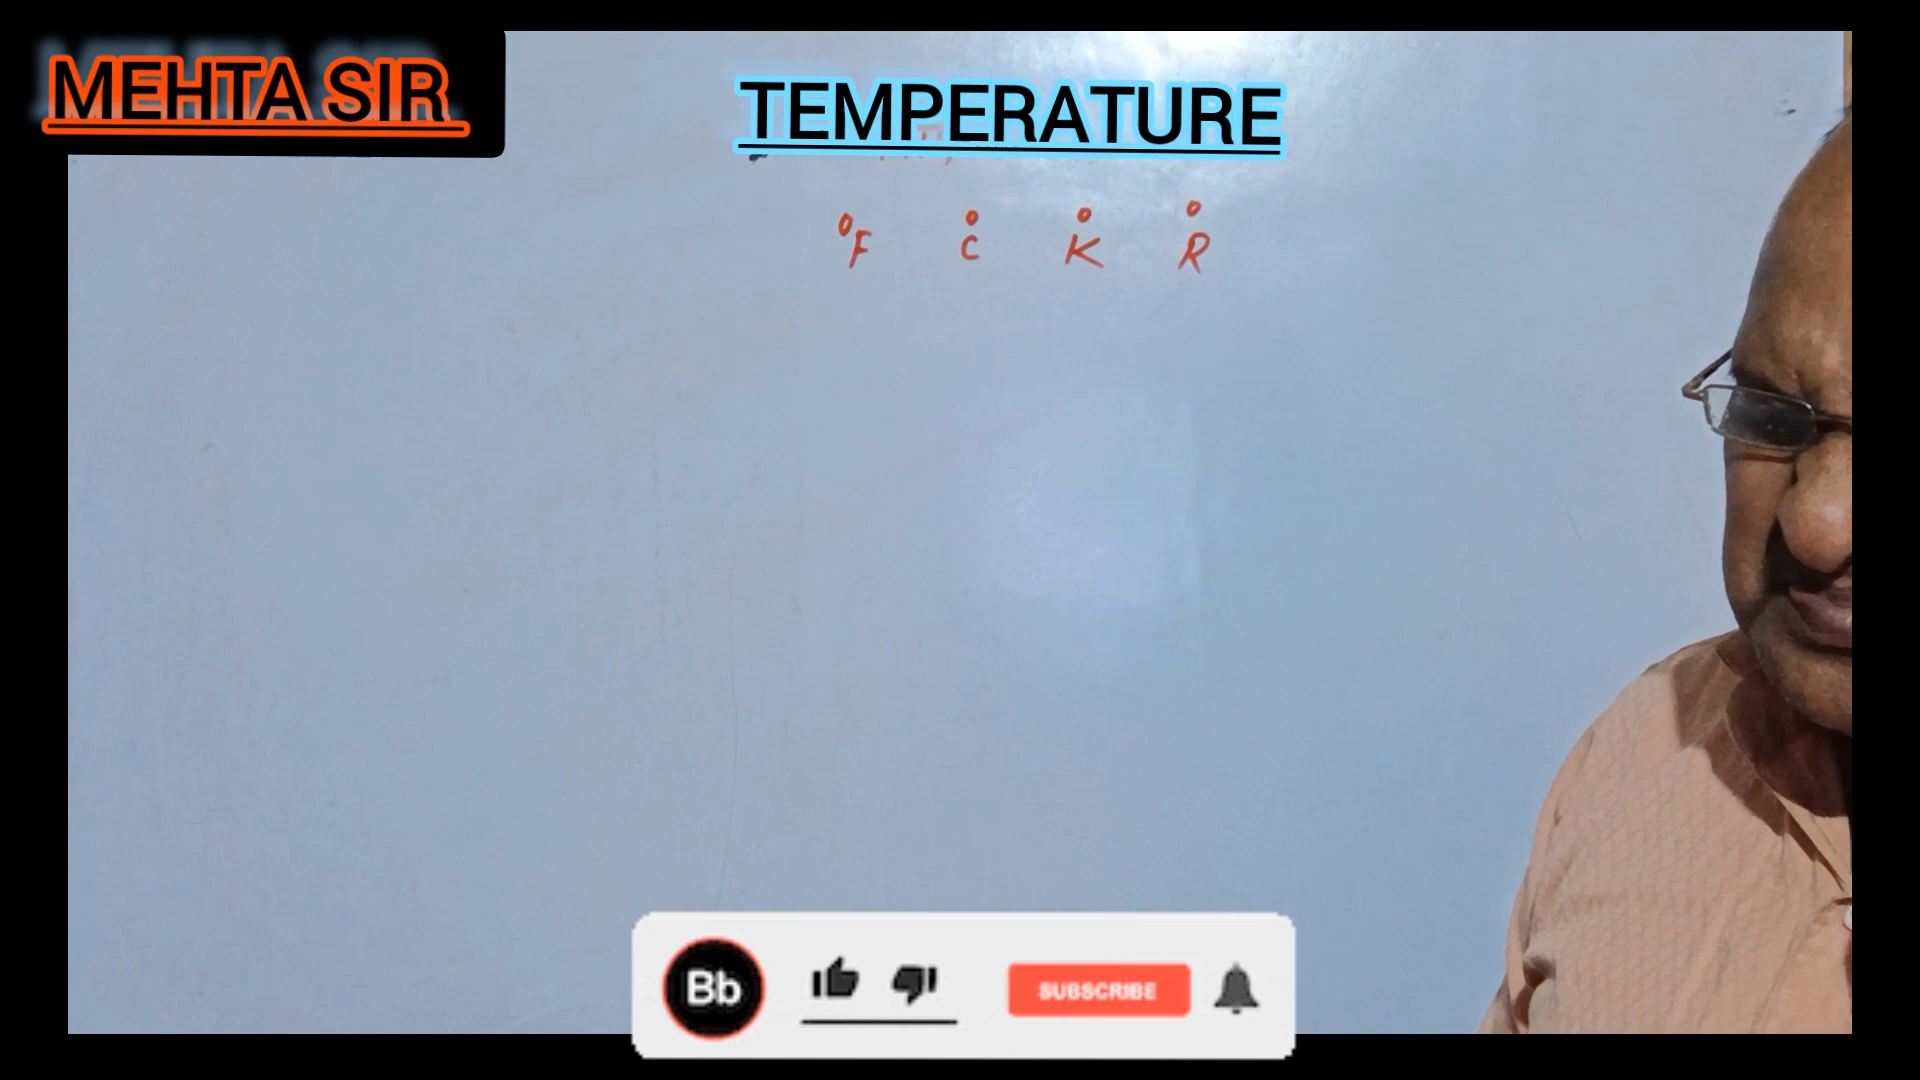 MEHTA SIR
TEMPERATURE
°F °C °K °R
Bb
SUBSCRIBE